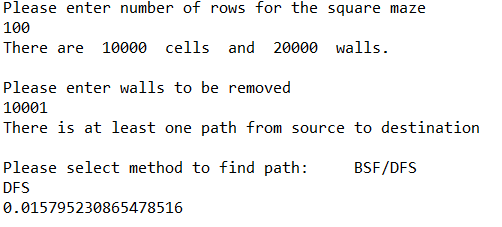 Please enter number of rows for the square maze
100
There are  10000  cells  and  20000  walls.
Please enter walls to be removed
10001
There is at least one path from source to destination
Please select method to find path:     BSF/DFS
DFS
0.015795230865478516